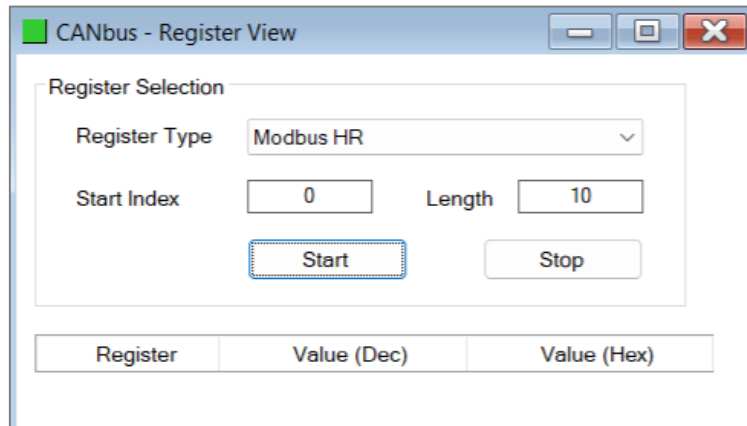 CANbus - Register View
Register Selection
Register Type Modbus HR
Start Index 0 Length 10
Start Stop
Register Value (Dec) Value (Hex)